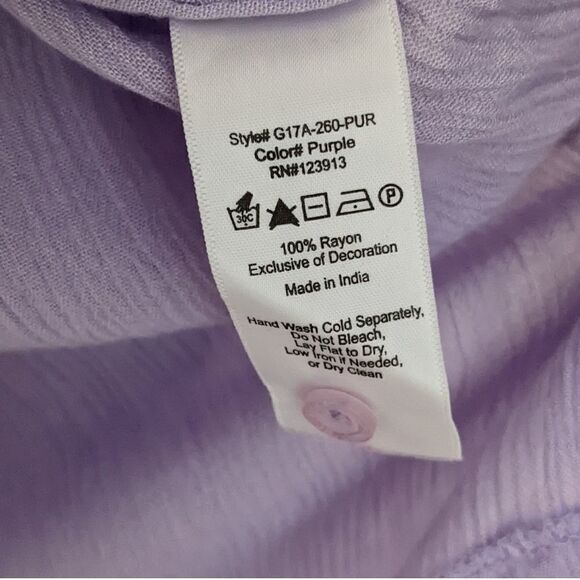 Style# G17A-260-PUR
Color# Purple
RN#123913
30C P
100% Rayon
Exclusive of Decoration
Made in India
Hand Wash Cold Separately,
Do Not Bleach,
Lay Flat to Dry,
Low Iron if Needed,
or Dry Clean